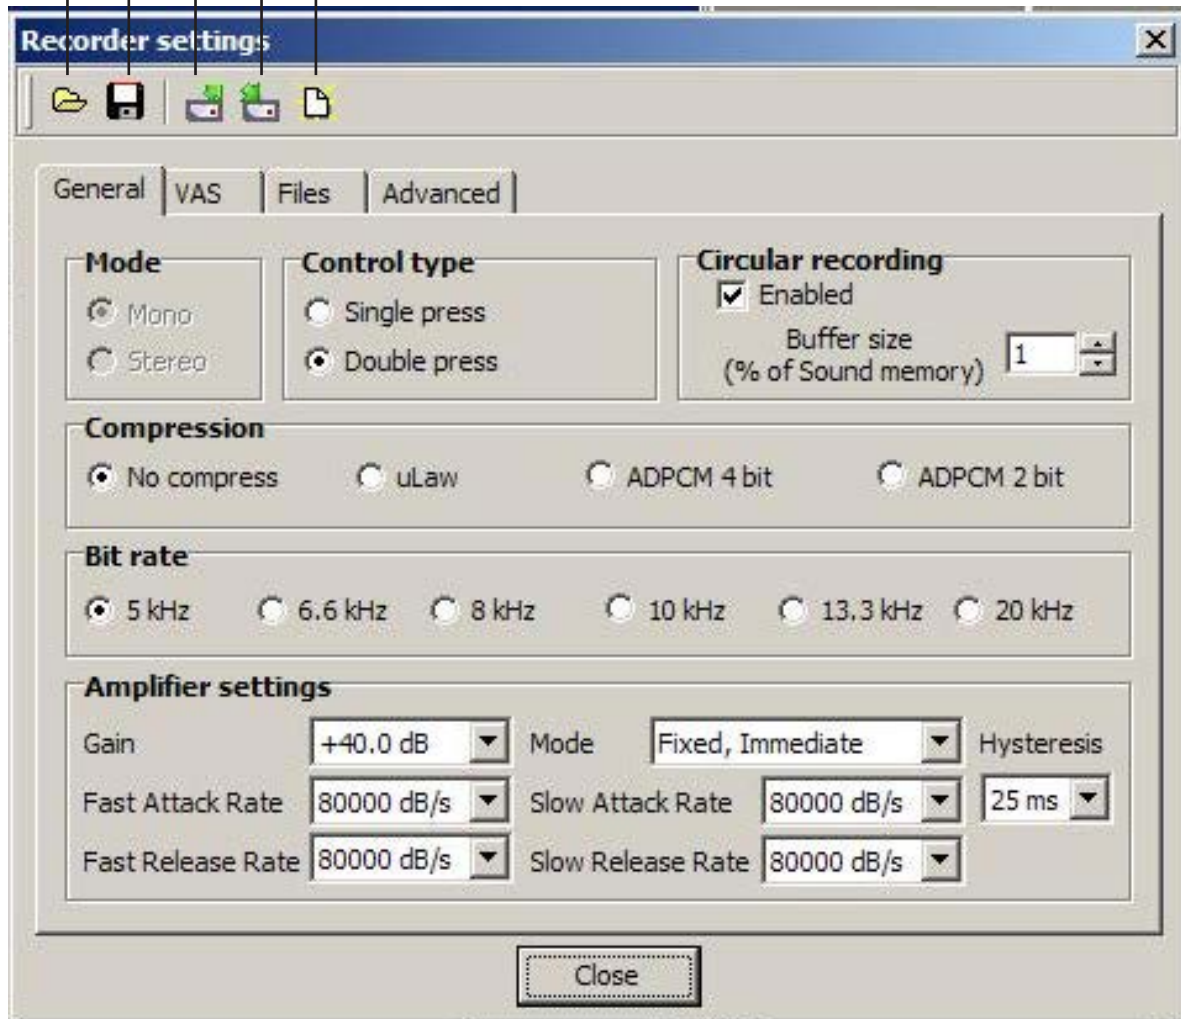 Recorder settings
General VAS Files Advanced
Mode
Mono
Stereo
Control type
Single press
Double press
Circular recording
Enabled
Buffer size
(% of Sound memory)
1
Compression
No compress uLaw ADPCM 4 bit ADPCM 2 bit
Bit rate
5 kHz 6.6 kHz 8 kHz 10 kHz 13.3 kHz 20 kHz
Amplifier settings
Gain +40.0 dB Mode Fixed, Immediate Hysteresis
Fast Attack Rate 80000 dB/s Slow Attack Rate 80000 dB/s 25 ms
Fast Release Rate 80000 dB/s Slow Release Rate 80000 dB/s
Close